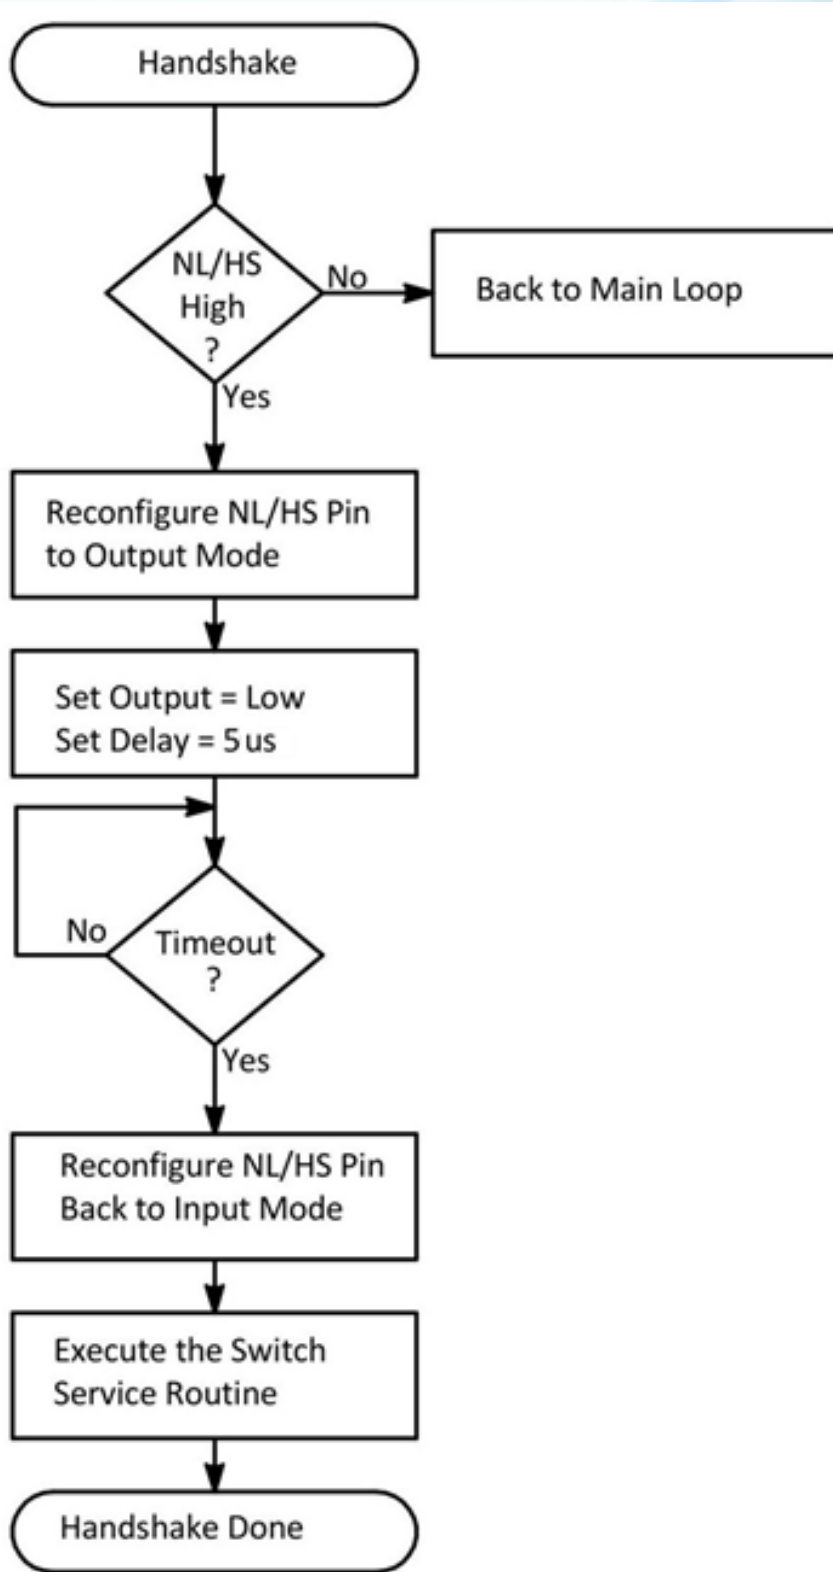 Handshake
NL/HS
High
?
No
Back to Main Loop
Yes
Reconfigure NL/HS Pin
to Output Mode
Set Output = Low
Set Delay = 5us
No
Timeout
?
Yes
Reconfigure NL/HS Pin
Back to Input Mode
Execute the Switch
Service Routine
Handshake Done